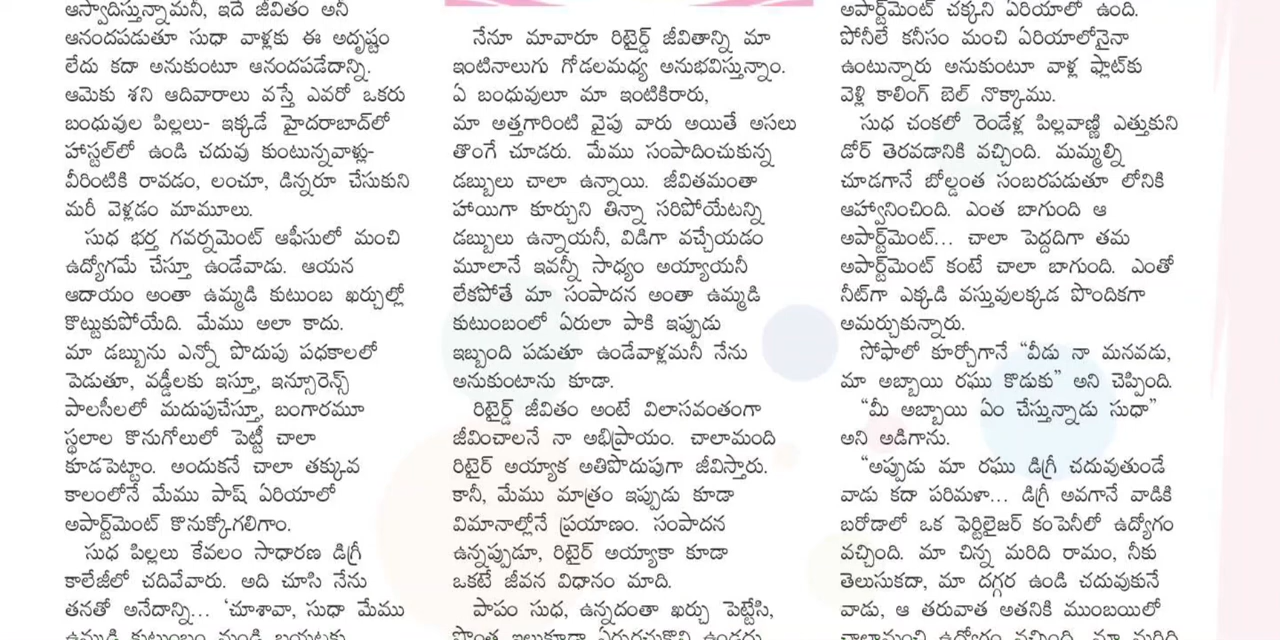 ఆస్వాదిస్తున్నామనీ, ఇదే జీవితం అనీ
ఆనందపడుతూ సుధా వాళ్లకు ఈ అదృష్టం
లేదు కదా అనుకుంటూ ఆనందపడేదాన్ని.
ఆమెకు శని ఆదివారాలు వస్తే ఎవరో ఒకరు
బంధువుల పిల్లలు- ఇక్కడే హైదరాబాద్‌లో
హాస్టల్‌లో ఉండి చదువు కుంటున్నవాళ్లు-
వీరింటికి రావడం, లంచూ, డిన్నరూ చేసుకుని
మరీ వెళ్లడం మామూలు.
సుధ భర్త గవర్నమెంట్ ఆఫీసులో మంచి
ఉద్యోగమే చేస్తూ ఉండేవాడు. ఆయన
ఆదాయం అంతా ఉమ్మడి కుటుంబ ఖర్చుల్లో
కొట్టుకుపోయేది. మేము అలా కాదు.
మా డబ్బును ఎన్నో పొదుపు పధకాలలో
పెడుతూ, వడ్డీలకు ఇస్తూ, ఇన్సూరెన్స్
పాలసీలలో మదుపుచేస్తూ, బంగారమూ
స్థలాల కొనుగోలులో పెట్టీ చాలా
కూడపెట్టాం. అందుకనే చాలా తక్కువ
కాలంలోనే మేము పాష్ ఏరియాలో
అపార్ట్‌మెంట్ కొనుక్కోగలిగాం.
సుధ పిల్లలు కేవలం సాధారణ డిగ్రీ
కాలేజీలో చదివేవారు. అది చూసి నేను
తనతో అనేదాన్ని... ‘చూశావా, సుధా మేము
ఉమ్మడి కుటుంబం నుండి బయటకు
నేనూ మావారూ రిటైర్డ్ జీవితాన్ని మా
ఇంటినాలుగు గోడలమధ్య అనుభవిస్తున్నాం.
ఏ బంధువులూ మా ఇంటికిరారు,
మా అత్తగారింటి వైపు వారు అయితే అసలు
తొంగే చూడరు. మేము సంపాదించుకున్న
డబ్బులు చాలా ఉన్నాయి. జీవితమంతా
హాయిగా కూర్చుని తిన్నా సరిపోయేటన్ని
డబ్బులు ఉన్నాయనీ, విడిగా వచ్చేయడం
మూలానే ఇవన్నీ సాధ్యం అయ్యాయనీ
లేకపోతే మా సంపాదన అంతా ఉమ్మడి
కుటుంబంలో ఏరులా పాకి ఇప్పుడు
ఇబ్బంది పడుతూ ఉండేవాళ్లమనీ నేను
అనుకుంటాను కూడా.
రిటైర్డ్ జీవితం అంటే విలాసవంతంగా
జీవించాలనే నా అభిప్రాయం. చాలామంది
రిటైర్ అయ్యాక అతిపొదుపుగా జీవిస్తారు.
కానీ, మేము మాత్రం ఇప్పుడు కూడా
విమానాల్లోనే ప్రయాణం. సంపాదన
ఉన్నప్పుడూ, రిటైర్ అయ్యాకా కూడా
ఒకటే జీవన విధానం మాది.
పాపం సుధ, ఉన్నదంతా ఖర్చు పెట్టేసి,
అపార్ట్‌మెంట్ చక్కని ఏరియాలో ఉంది.
పోనీలే కనీసం మంచి ఏరియాలోనైనా
ఉంటున్నారు అనుకుంటూ వాళ్ల ఫ్లాట్‌కు
వెళ్లి కాలింగ్ బెల్ నొక్కాము.
సుధ చంకలో రెండేళ్ల పిల్లవాణ్ణి ఎత్తుకుని
డోర్ తెరవడానికి వచ్చింది. మమ్మల్ని
చూడగానే బోల్డంత సంబరపడుతూ లోనికి
ఆహ్వానించింది. ఎంత బాగుంది ఆ
అపార్ట్‌మెంట్... చాలా పెద్దదిగా తమ
అపార్ట్‌మెంట్ కంటే చాలా బాగుంది. ఎంతో
నీట్‌గా ఎక్కడి వస్తువులక్కడ పొందికగా
అమర్చుకున్నారు.
సోఫాలో కూర్చోగానే “వీడు నా మనవడు,
మా అబ్బాయి రఘు కొడుకు” అని చెప్పింది.
“మీ అబ్బాయి ఏం చేస్తున్నాడు సుధా”
అని అడిగాను.
“అప్పుడు మా రఘు డిగ్రీ చదువుతుండే
వాడు కదా పరిమళా... డిగ్రీ అవగానే వాడికి
బరోడాలో ఒక ఫెర్టిలైజర్ కంపెనీలో ఉద్యోగం
వచ్చింది. మా చిన్న మరిది రామం, నీకు
తెలుసుకదా, మా దగ్గర ఉండి చదువుకునే
వాడు, ఆ తరువాత అతనికి ముంబయిలో